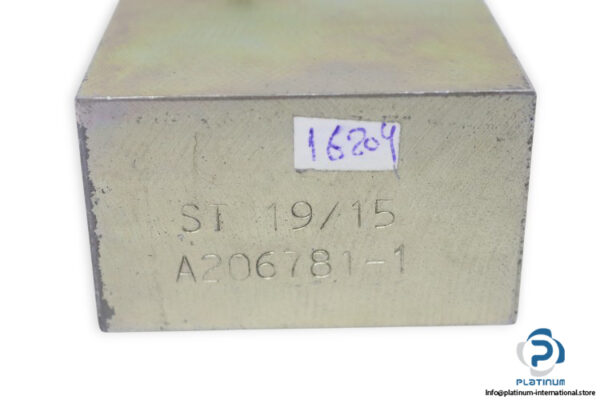 16204
ST 19/15
A206781-1
PLATINUM
Info@platinum-international.store